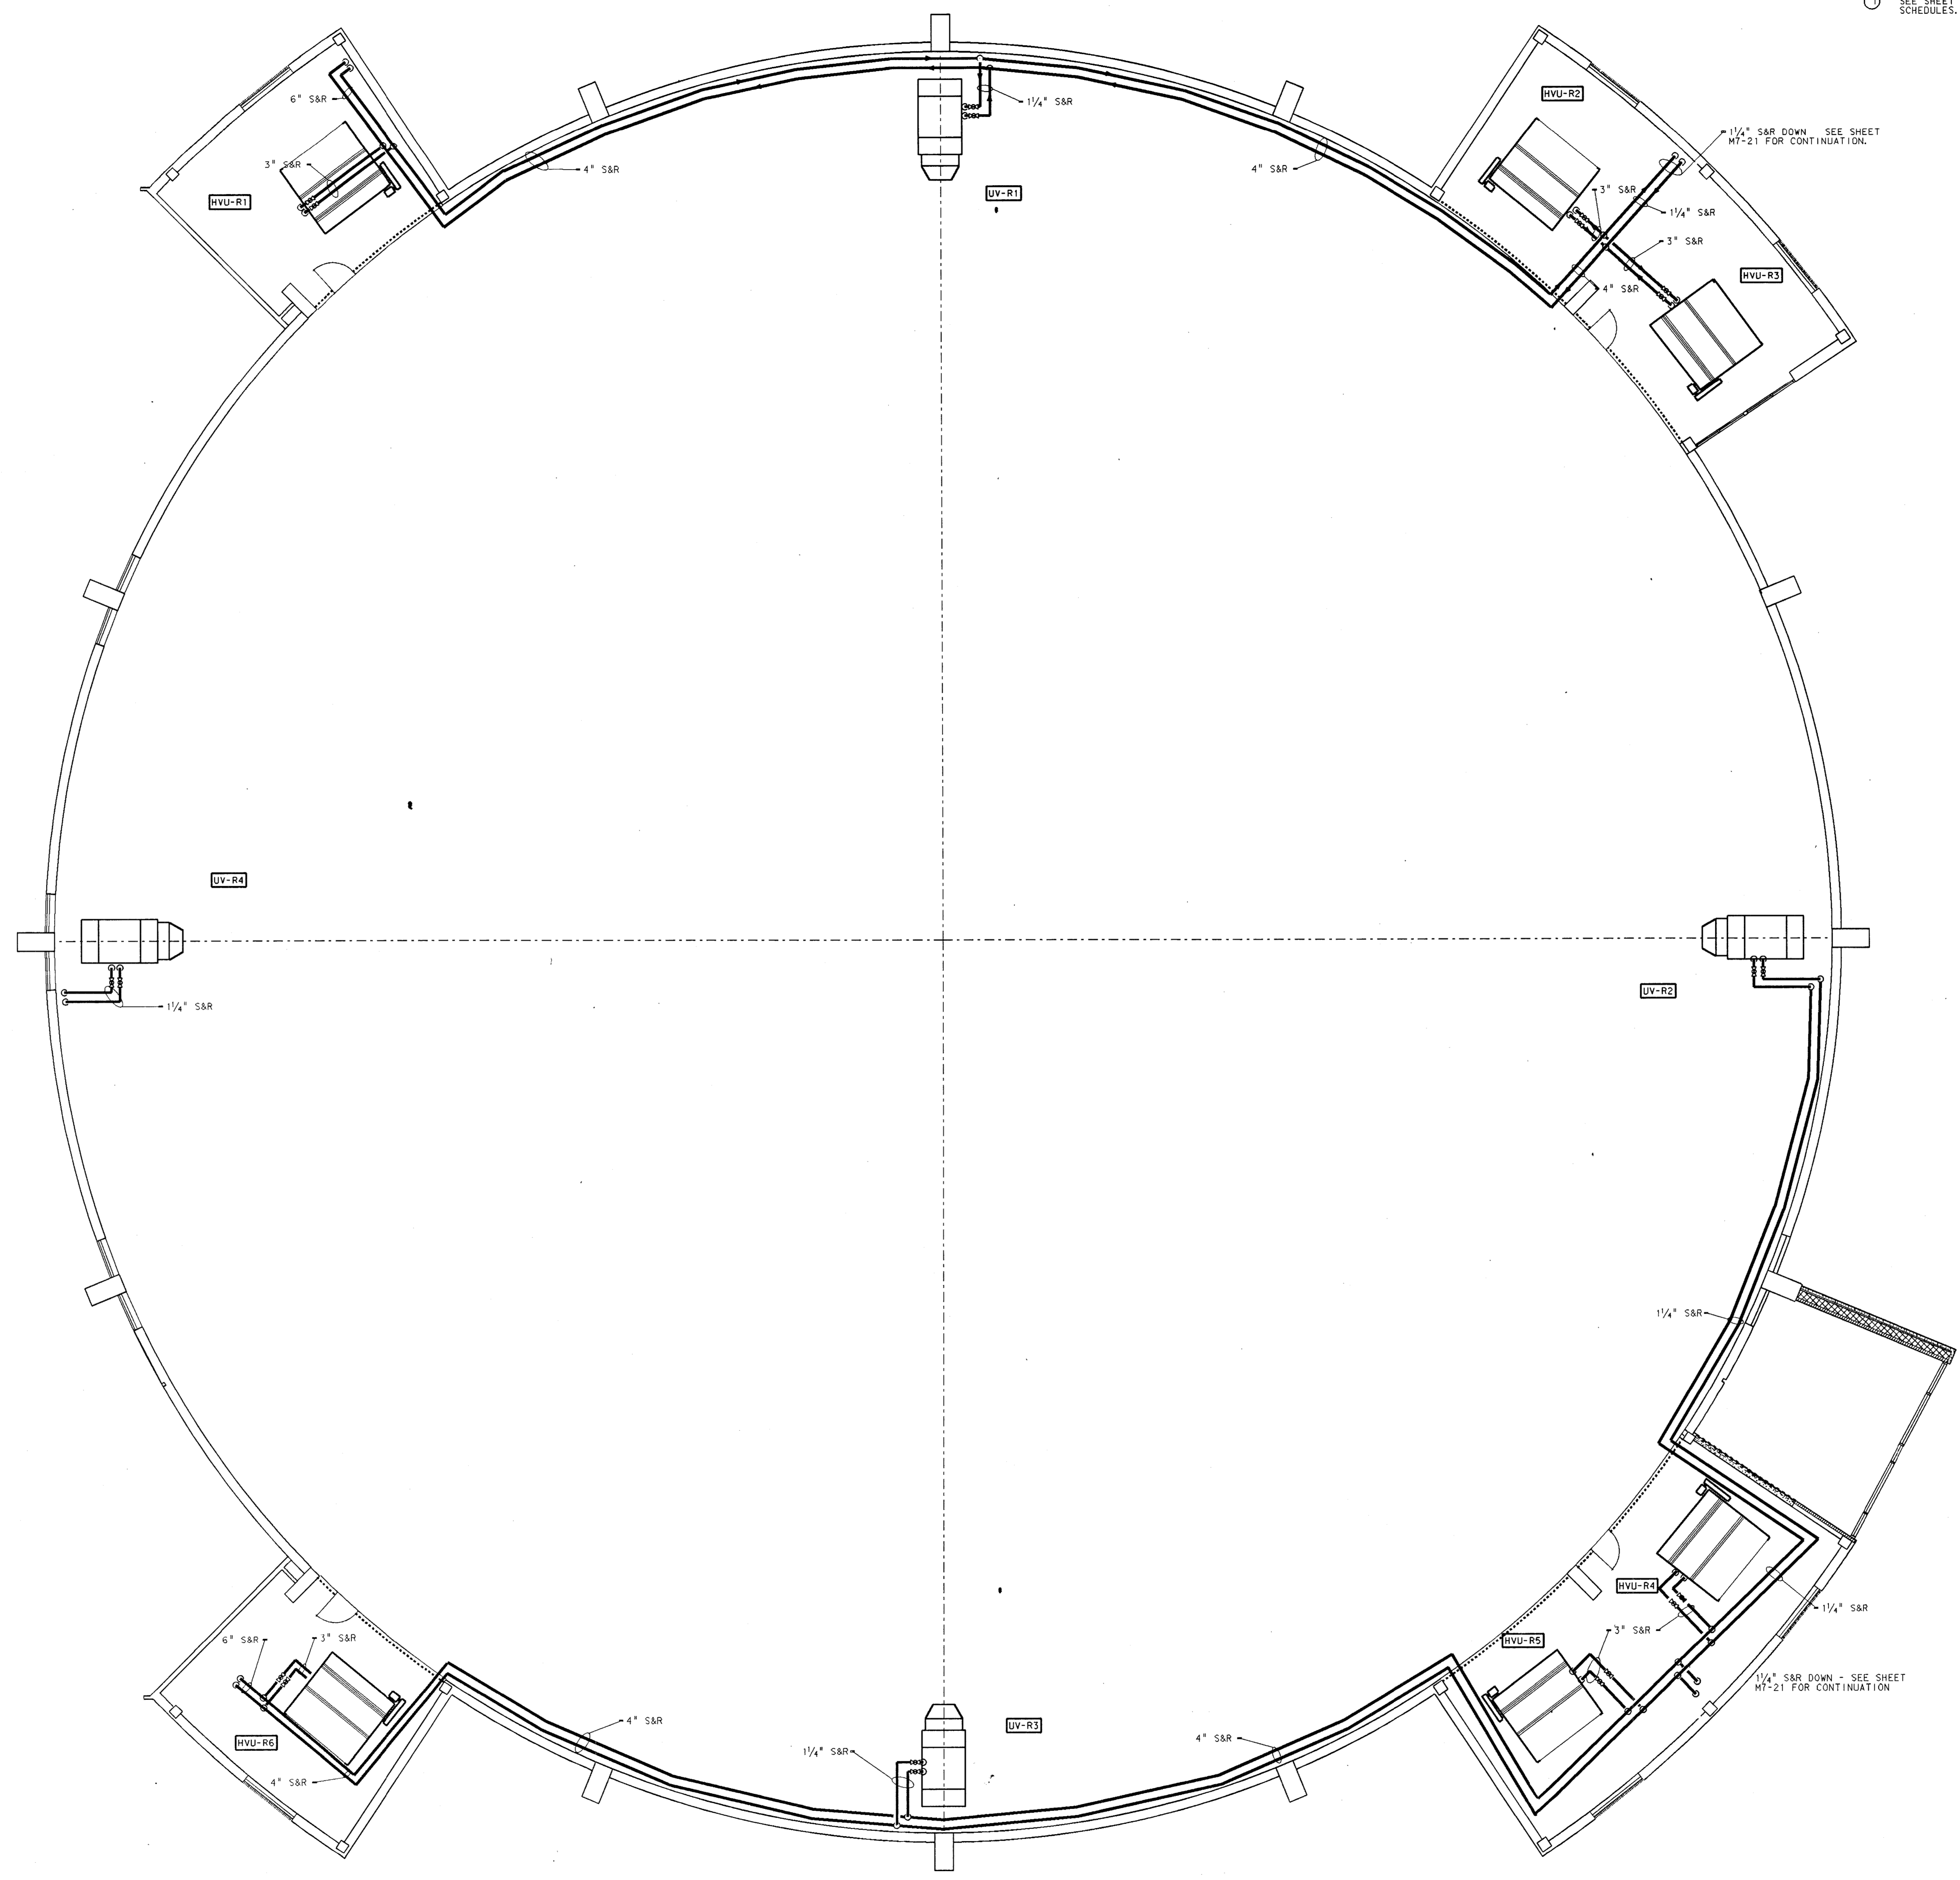 SEE SHEET
SCHEDULES.
1
6" S&R
HVU-R2
1¼" S&R
1¼" S&R DOWN   SEE SHEET
M7-21 FOR CONTINUATION.
3" S&R
4" S&R
4" S&R
3" S&R
HVU-R1
UV-R1
1¼" S&R
3" S&R
HVU-R3
4" S&R
UV-R4
UV-R2
1¼" S&R
1¼" S&R
HVU-R4
1¼" S&R
6" S&R
3" S&R
3" S&R
HVU-R5
1¼" S&R DOWN - SEE SHEET
M7-21 FOR CONTINUATION
4" S&R
UV-R3
4" S&R
HVU-R6
1¼" S&R
4" S&R